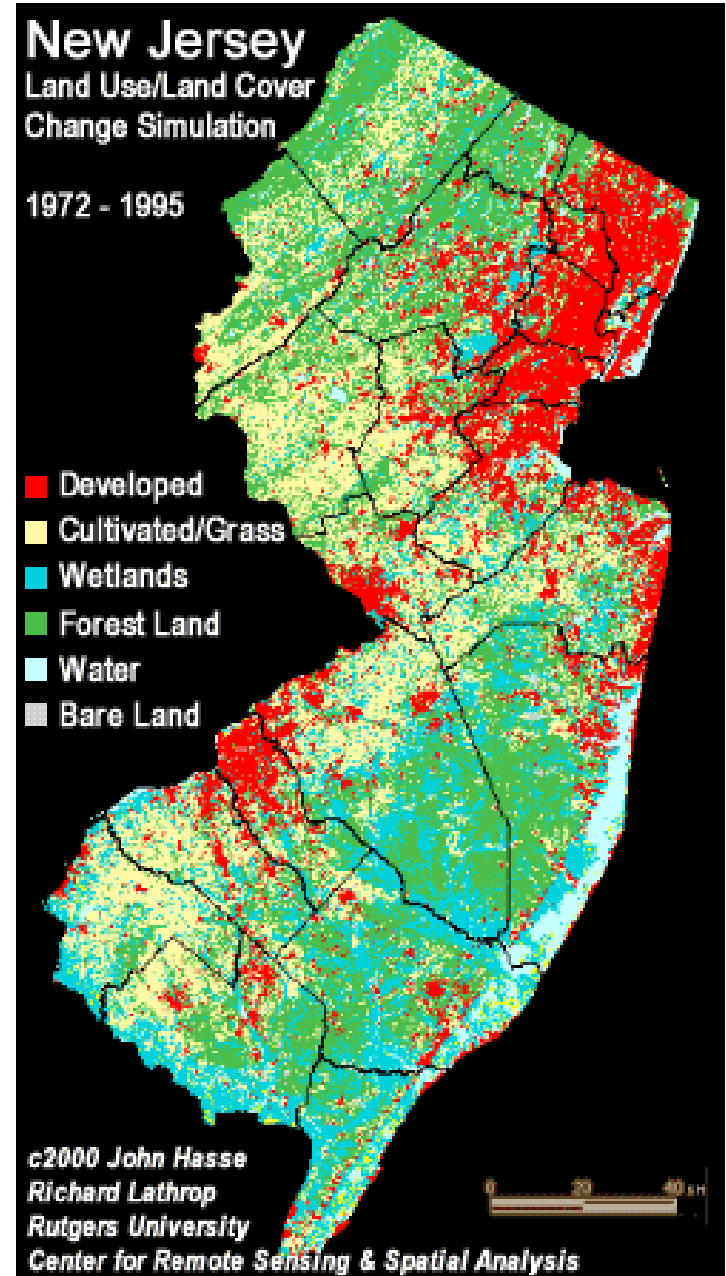 New Jersey
Land Use/Land Cover
Change Simulation
1972 - 1995
Developed
Cultivated/Grass
Wetlands
Forest Land
Water
Bare Land
c2000 John Hasse
Richard Lathrop
Rutgers University
Center for Remote Sensing & Spatial Analysis
0 20 40